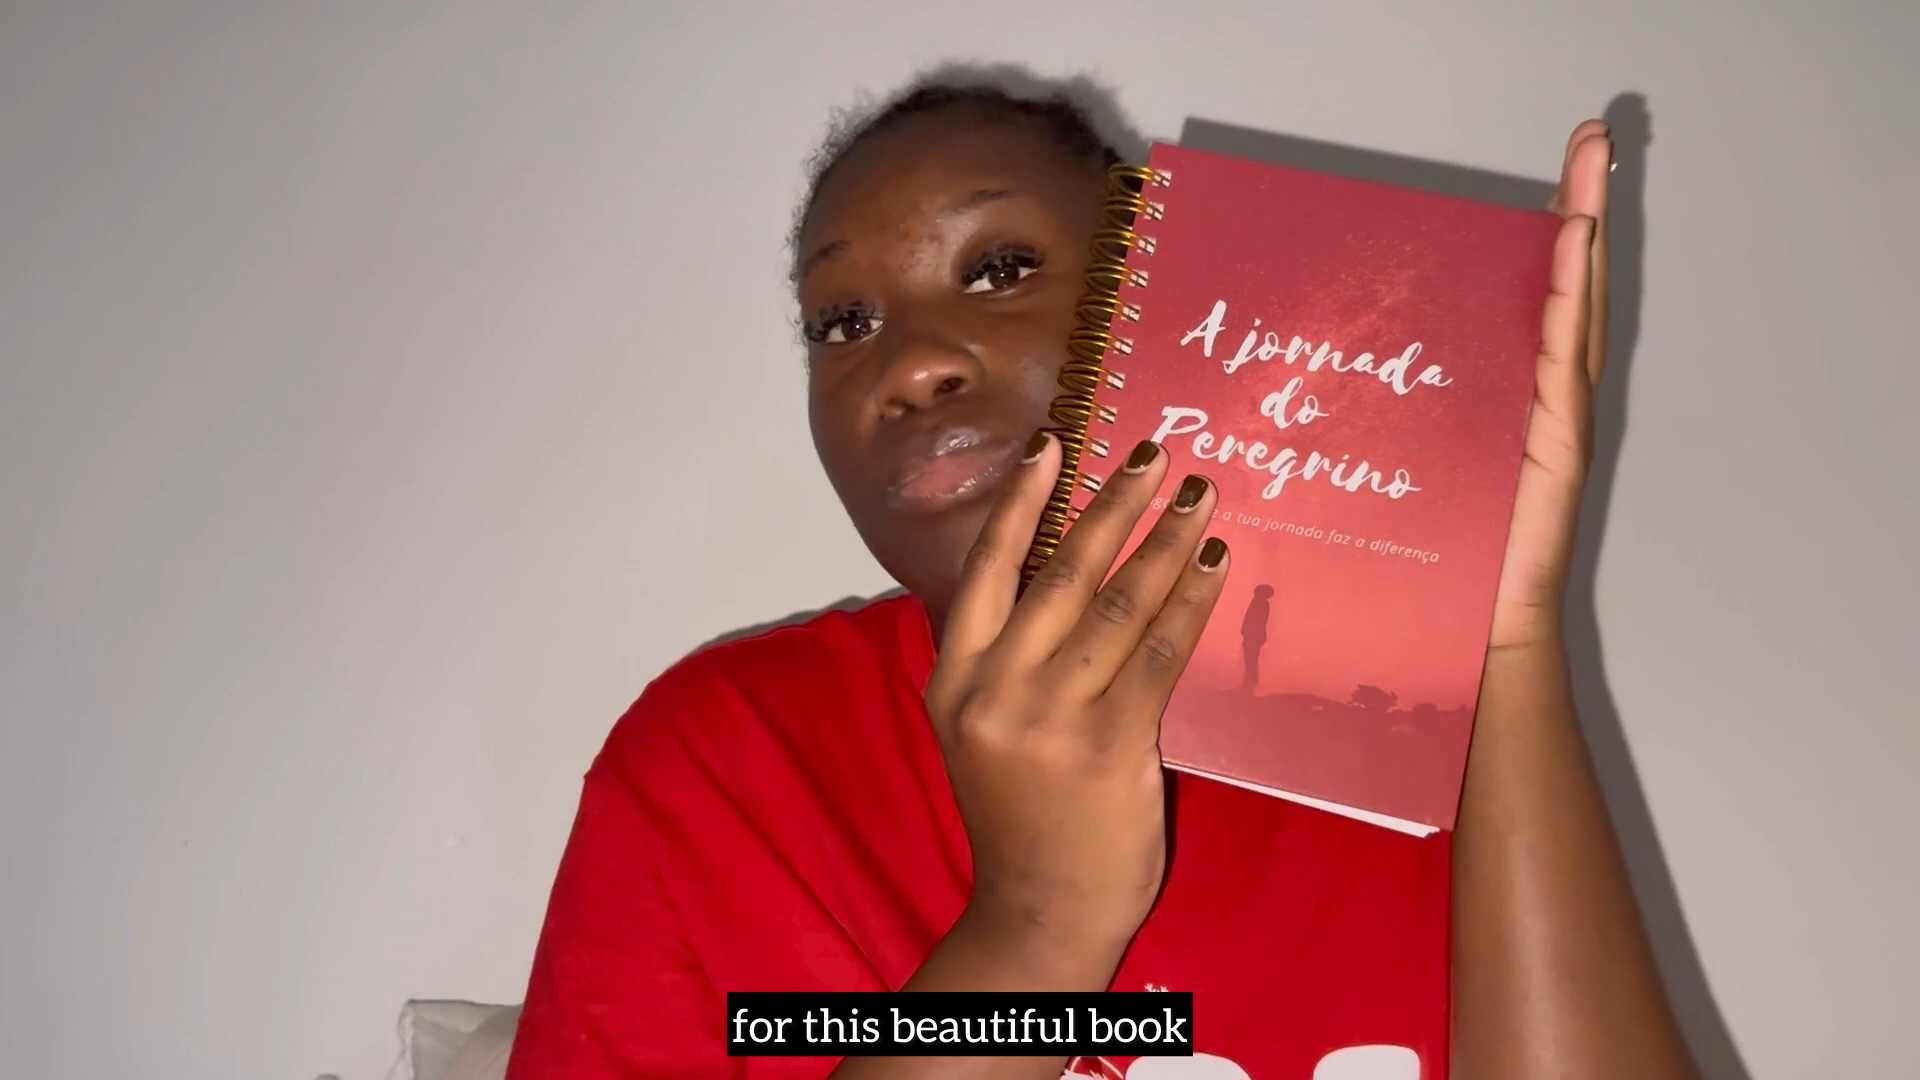 A jornada
do
Peregrino
a tua jornada faz a diferença
for this beautiful book